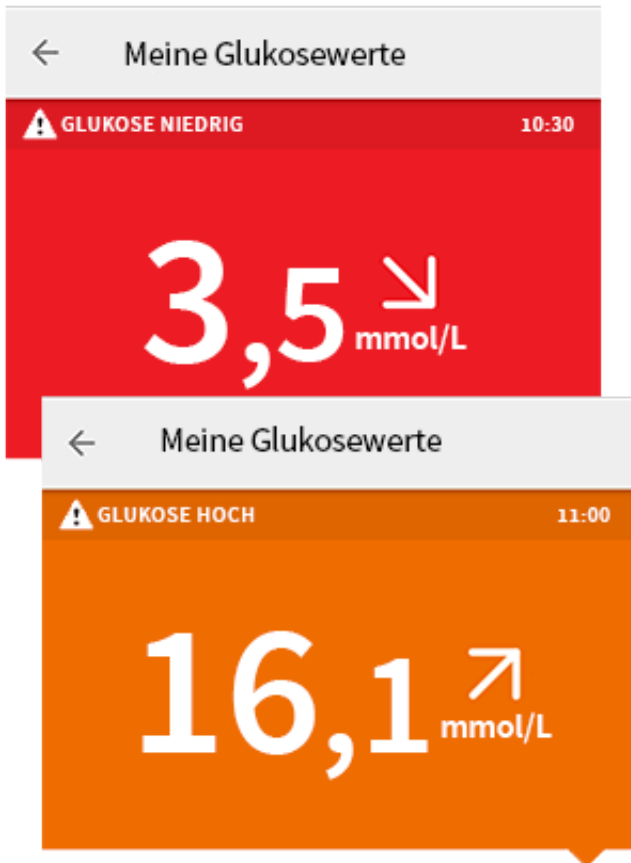 Meine Glukosewerte
GLUKOSE NIEDRIG 10:30
3,5 mmol/L
Meine Glukosewerte
GLUKOSE HOCH 11:00
16,1 mmol/L